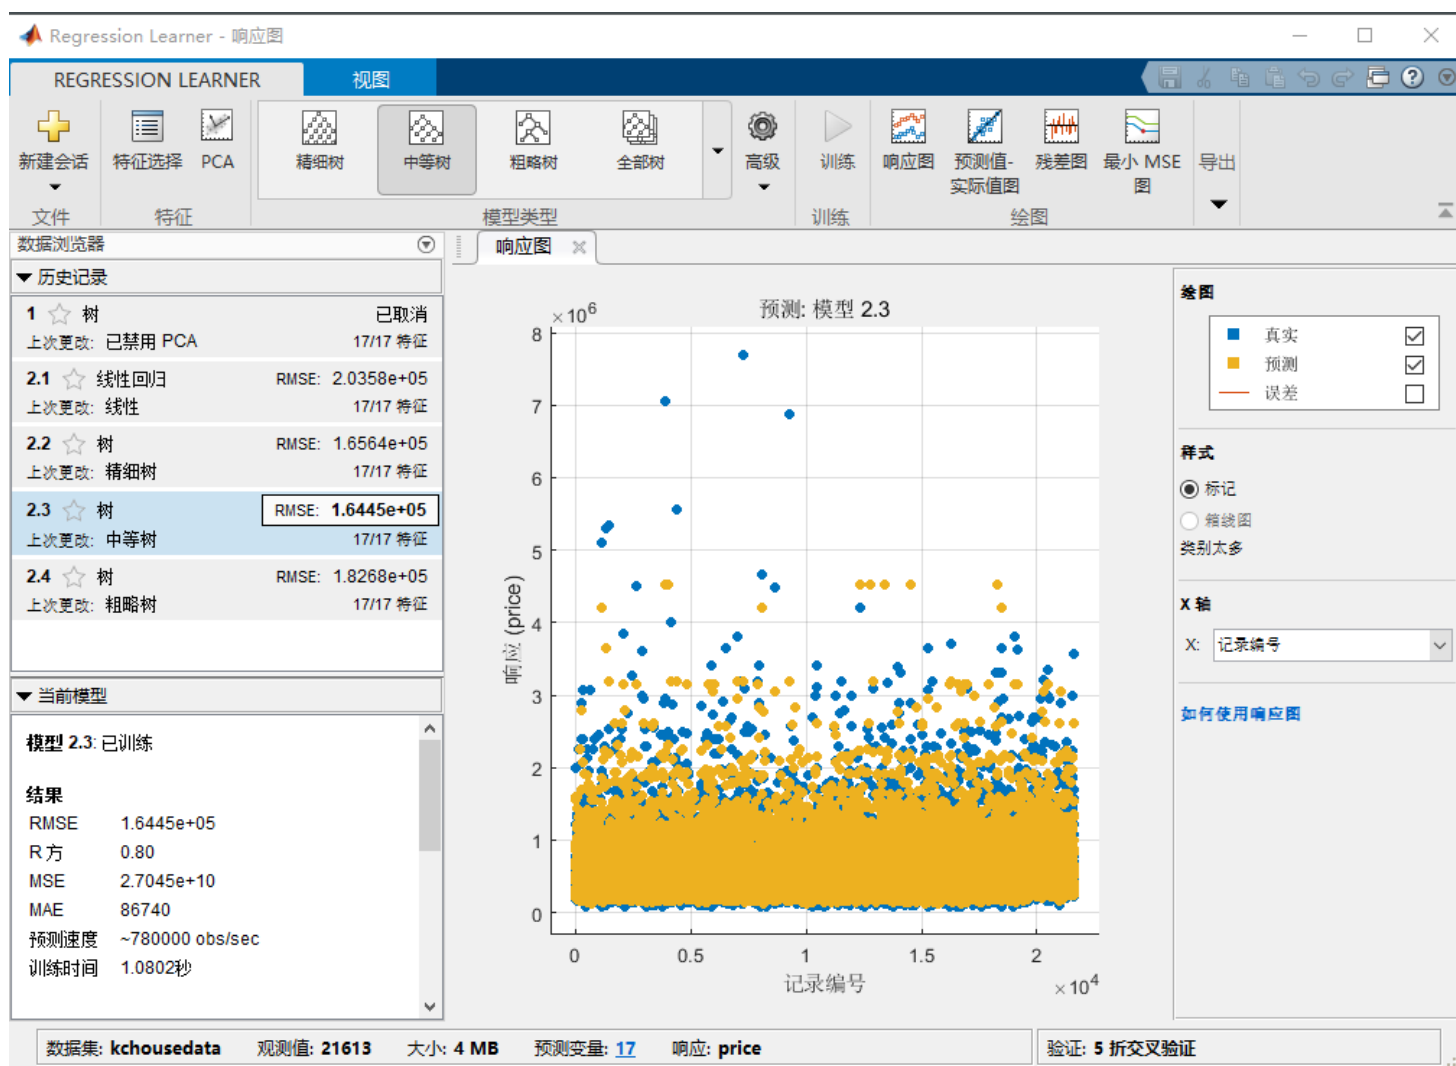 Regression Learner - 响应图
REGRESSION LEARNER 视图
新建会话 特征选择 PCA 精细树 中等树 粗略树 全部树 高级 训练 响应图 预测值-实际值图 残差图 最小 MSE 图 导出
文件 特征 模型类型 训练 绘图
数据浏览器
历史记录
1 树 已取消
上次更改: 已禁用 PCA 17/17 特征
2.1 线性回归 RMSE: 2.0358e+05
上次更改: 线性 17/17 特征
2.2 树 RMSE: 1.6564e+05
上次更改: 精细树 17/17 特征
2.3 树 RMSE: 1.6445e+05
上次更改: 中等树 17/17 特征
2.4 树 RMSE: 1.8268e+05
上次更改: 粗略树 17/17 特征
当前模型
模型 2.3: 已训练
结果
RMSE 1.6445e+05
R 方 0.80
MSE 2.7045e+10
MAE 86740
预测速度 ~780000 obs/sec
训练时间 1.0802秒
响应图
预测: 模型 2.3
×10⁶
8
7
6
5
4
3
2
1
0
响应 (price)
0 0.5 1 1.5 2
记录编号
×10⁴
绘图
真实
预测
误差
样式
标记
箱线图
类别太多
X 轴
X: 记录编号
如何使用响应图
数据集: kchousedata 观测值: 21613 大小: 4 MB 预测变量: 17 响应: price 验证: 5 折交叉验证